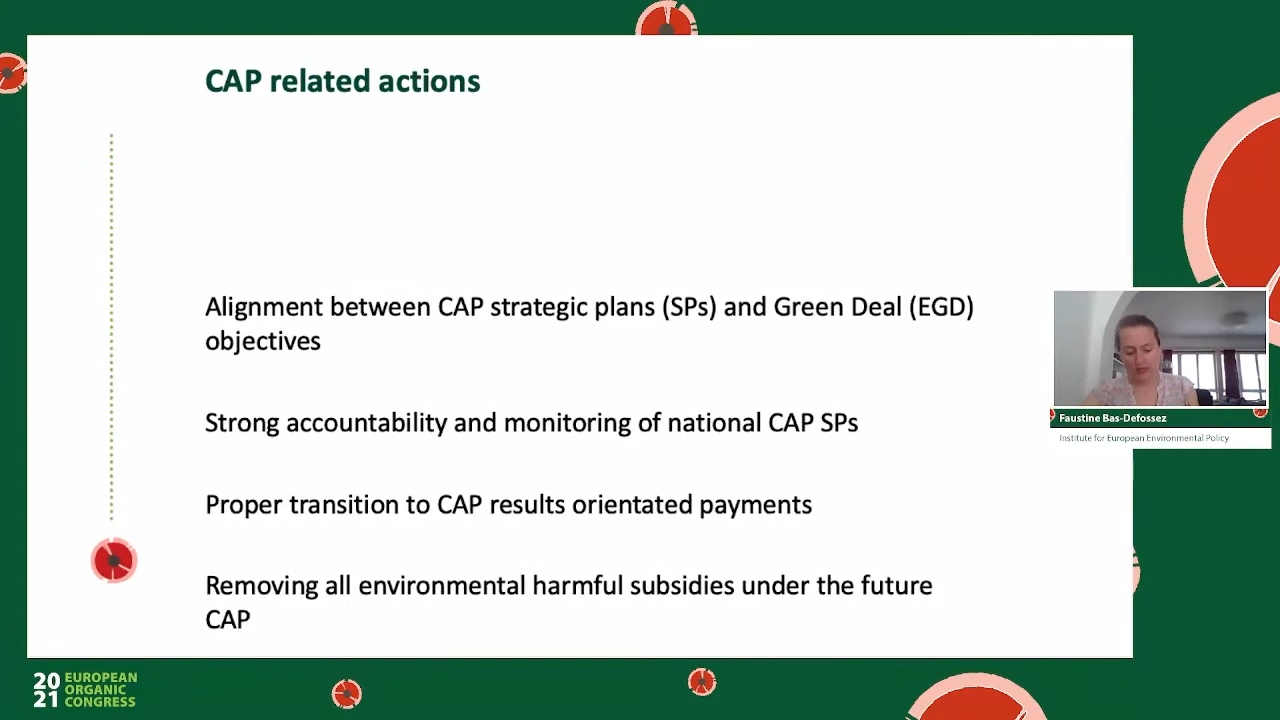 CAP related actions
Alignment between CAP strategic plans (SPs) and Green Deal (EGD)
objectives
Strong accountability and monitoring of national CAP SPs
Proper transition to CAP results orientated payments
Removing all environmental harmful subsidies under the future
CAP
Faustine Bas-Defossez
Institute for European Environmental Policy
20 EUROPEAN
ORGANIC
21 CONGRESS